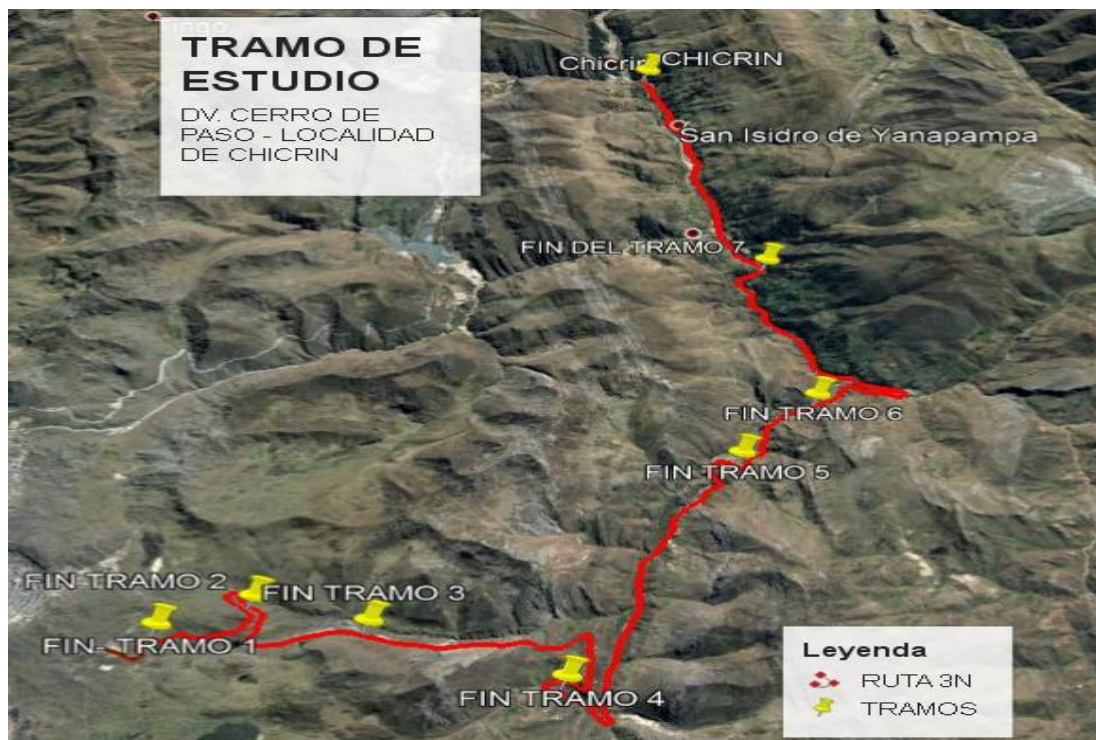 Tingo
TRAMO DE
ESTUDIO
DV. CERRO DE
PASO - LOCALIDAD
DE CHICRIN
Chicrin
CHICRIN
San Isidro de Yanapampa
FIN DEL TRAMO 7
FIN TRAMO 6
FIN TRAMO 5
FIN TRAMO 2
FIN TRAMO 3
FIN- TRAMO 1
FIN TRAMO 4
Leyenda
RUTA 3N
TRAMOS